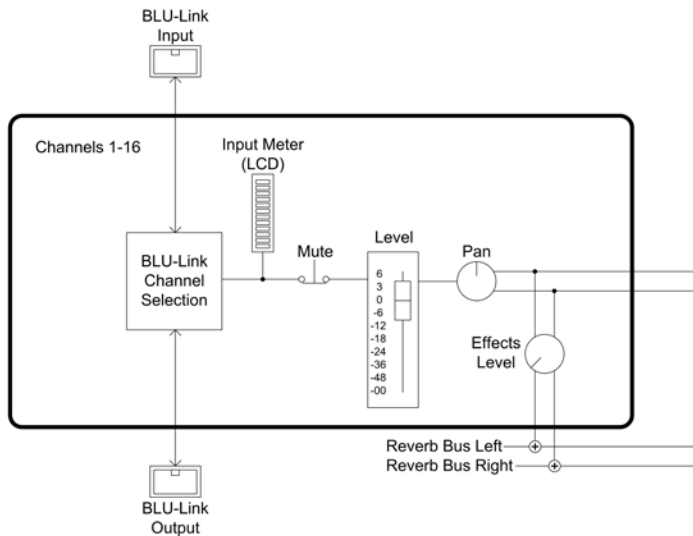 BLU-Link
Input
Channels 1-16
Input Meter
(LCD)
BLU-Link
Channel
Selection
Mute
Level
6
3
0
-6
-12
-18
-24
-36
-48
-00
Pan
Effects
Level
Reverb Bus Left
Reverb Bus Right
BLU-Link
Output